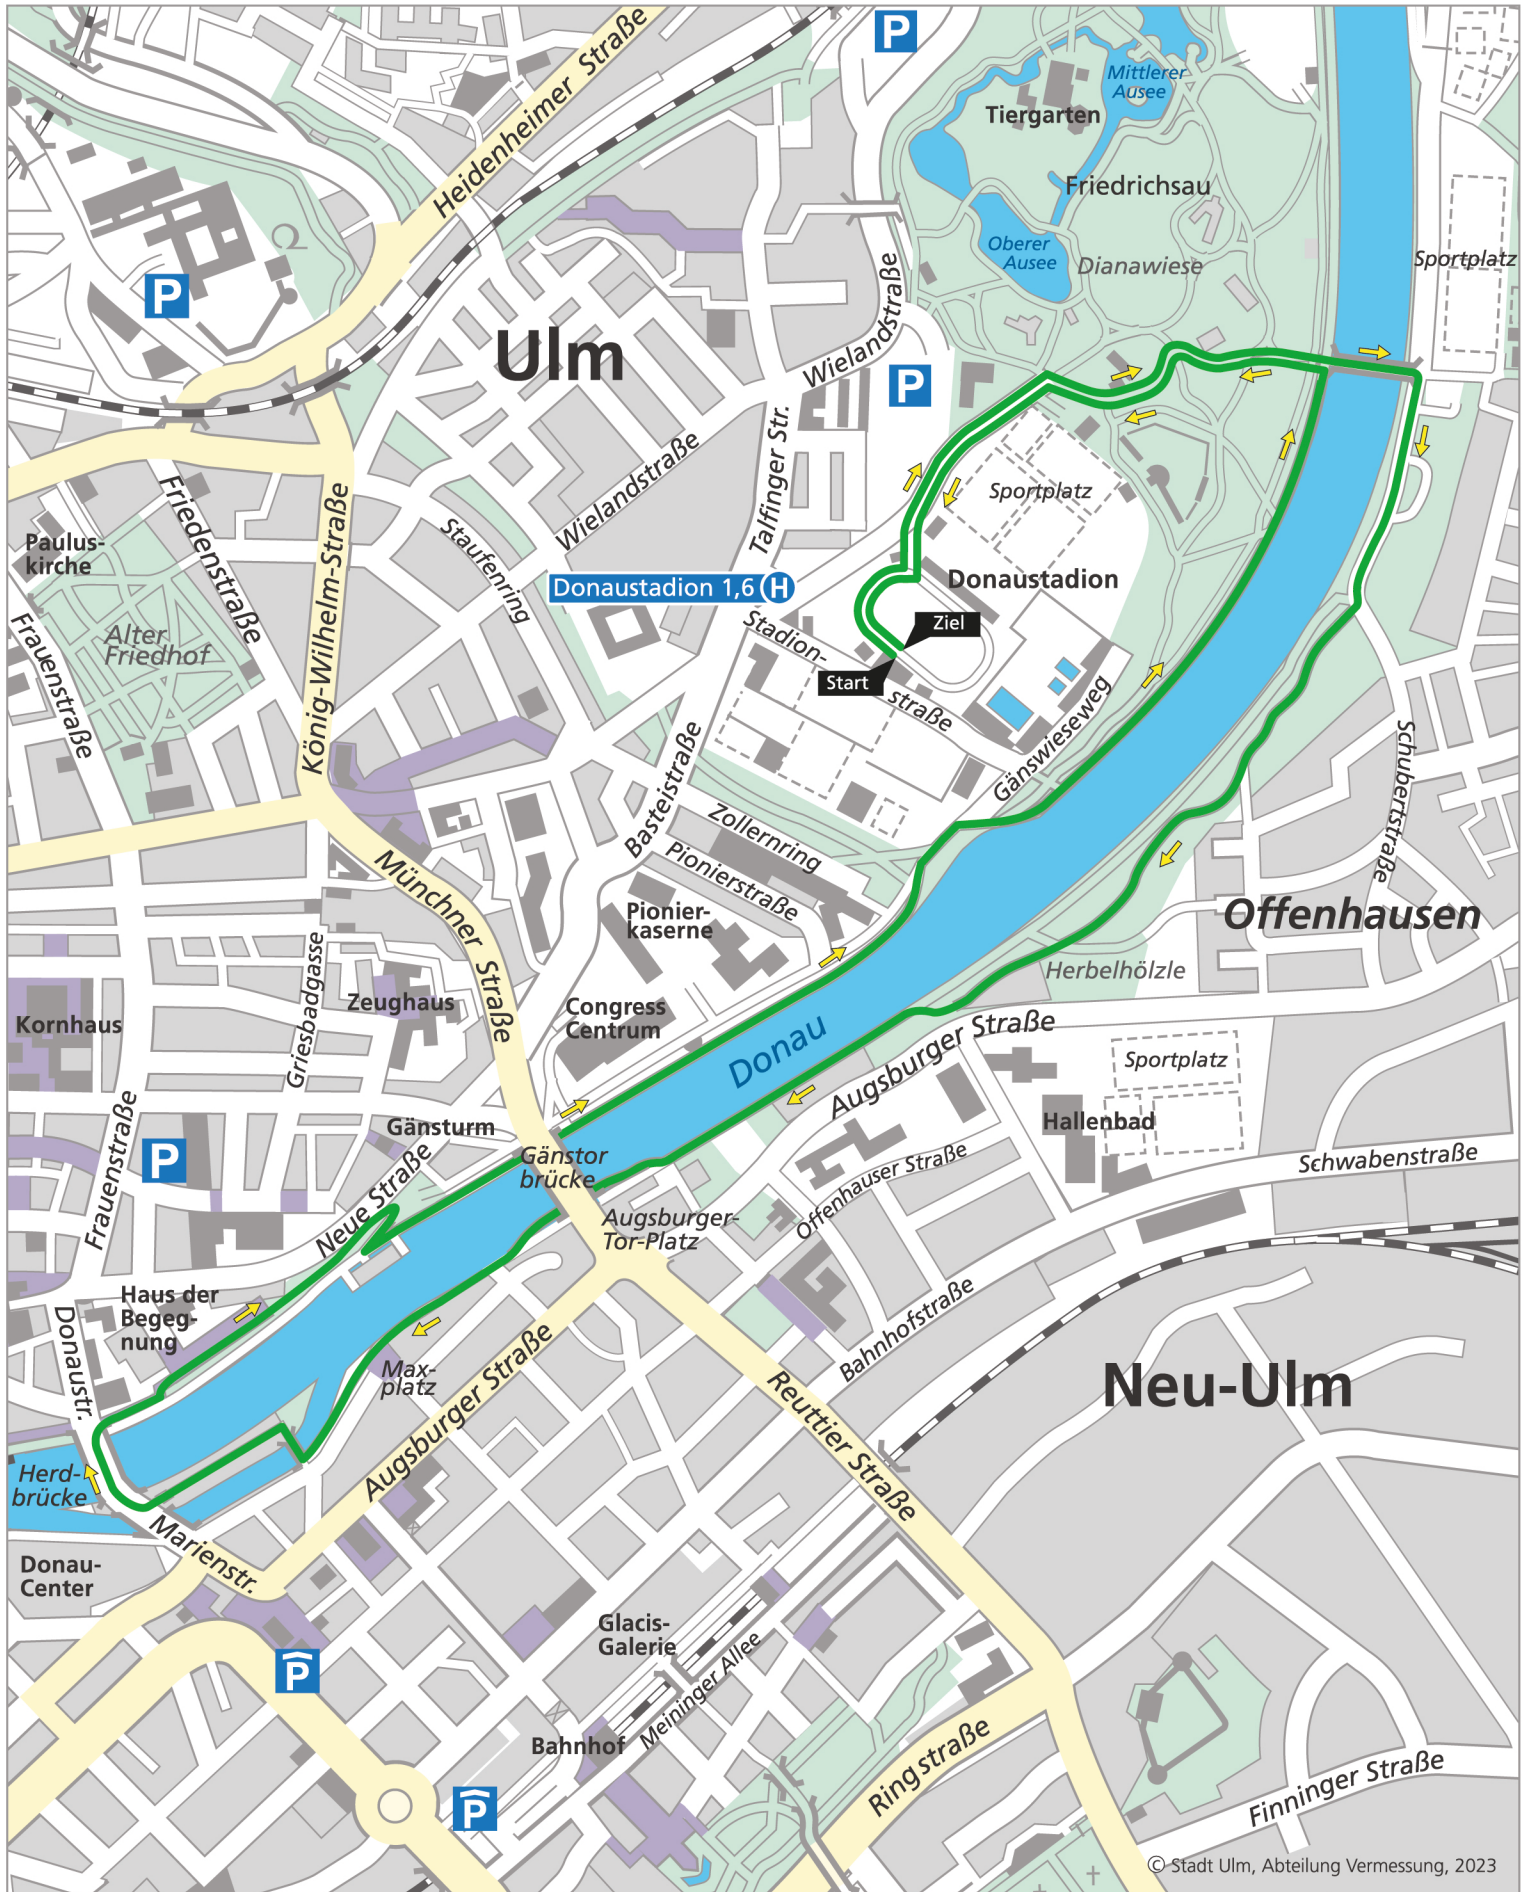 P
Heidenheimer Straße
Mittlerer
Ausee
Tiergarten
Friedrichsau
Oberer
Ausee
Dianawiese
Sportplatz
P
Ulm
Wielandstraße
P
Wielandstraße
Talfinger Str.
Sportplatz
Friedenstraße
König-Wilhelm-Straße
Staufenring
Paulus-
kirche
Donaustadion 1,6 H
Donaustadion
Ziel
Start
Stadion-
straße
Alter
Friedhof
Frauenstraße
Gänswieseweg
Schubertstraße
Basteistraße
Zollernring
Pionierstraße
Münchner Straße
Pionier-
kaserne
Offenhausen
Herbelhölzle
Griesbadgasse
Zeughaus
Kornhaus
Congress
Centrum
Donau
Augsburger Straße
Sportplatz
Hallenbad
Frauenstraße
Gänsturm
P
Neue Straße
Gänstor
brücke
Offenhauser Straße
Schwabenstraße
Augsburger-
Tor-Platz
Haus der
Begeg-
nung
Donaustr.
Max-
platz
Augsburger Straße
Bahnhofstraße
Neu-Ulm
Reuttier Straße
Herd-
brücke
Marienstr.
Donau-
Center
Glacis-
Galerie
P
Meininger Allee
Bahnhof
P
Ringstraße
Finninger Straße
© Stadt Ulm, Abteilung Vermessung, 2023